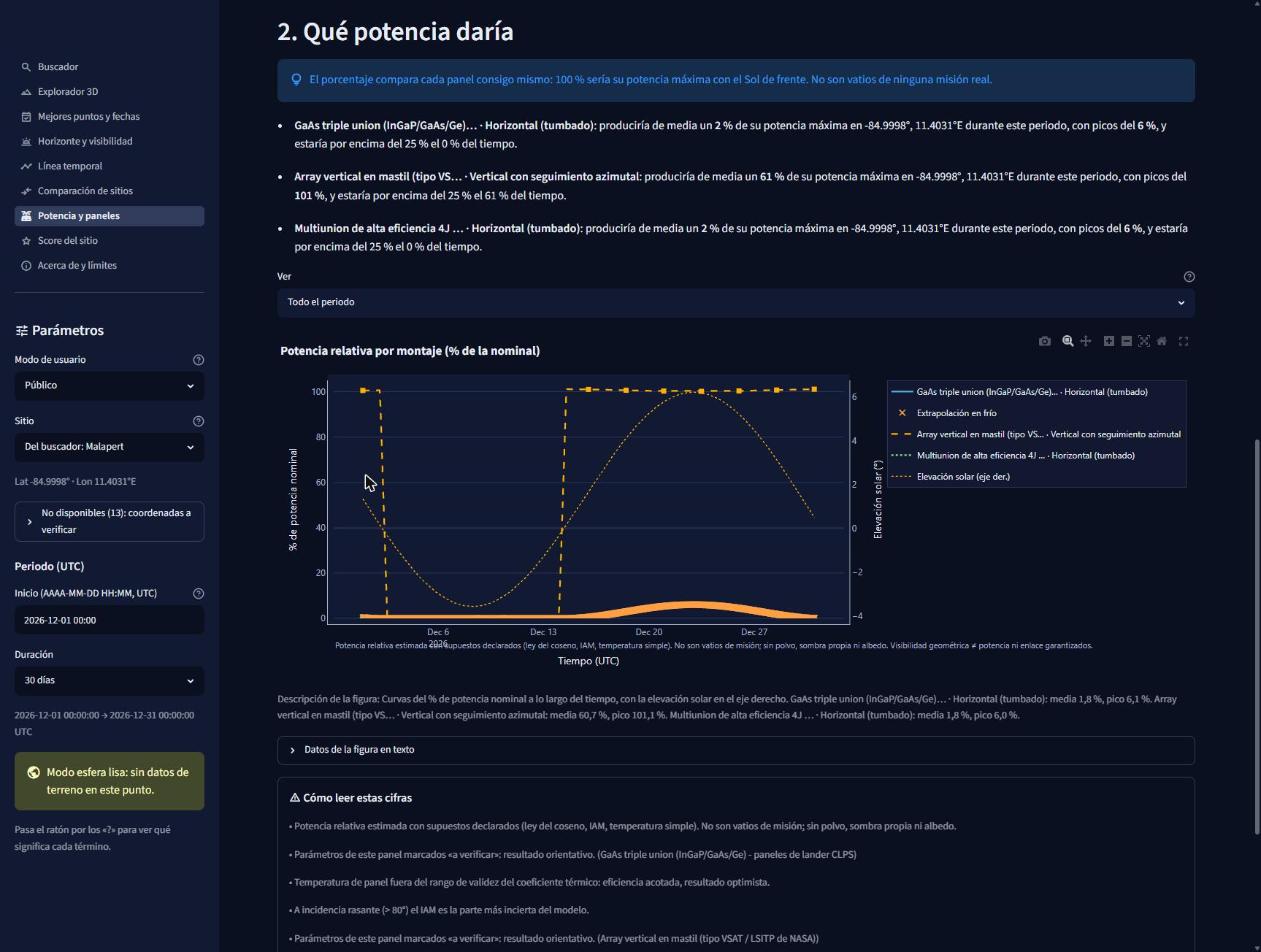 Buscador
Explorador 3D
Mejores puntos y fechas
Horizonte y visibilidad
Línea temporal
Comparación de sitios
Potencia y paneles
Score del sitio
Acerca de y límites
Parámetros
Modo de usuario
Público
Sitio
Del buscador: Malapert
Lat -84.9998° · Lon 11.4031°E
No disponibles (13): coordenadas a
verificar
Periodo (UTC)
Inicio (AAAA-MM-DD HH:MM, UTC)
2026-12-01 00:00
Duración
30 días
2026-12-01 00:00:00 → 2026-12-31 00:00:00
UTC
Modo esfera lisa: sin datos de
terreno en este punto.
Pasa el ratón por los «?» para ver qué
significa cada término.
2. Qué potencia daría
El porcentaje compara cada panel consigo mismo: 100 % sería su potencia máxima con el Sol de frente. No son vatios de ninguna misión real.
• GaAs triple union (InGaP/GaAs/Ge)… · Horizontal (tumbado): produciría de media un 2 % de su potencia máxima en -84.9998°, 11.4031°E durante este periodo, con picos del 6 %, y
estaría por encima del 25 % el 0 % del tiempo.
• Array vertical en mastil (tipo VS… · Vertical con seguimiento azimutal: produciría de media un 61 % de su potencia máxima en -84.9998°, 11.4031°E durante este periodo, con picos del
101 %, y estaría por encima del 25 % el 61 % del tiempo.
• Multiunion de alta eficiencia 4J … · Horizontal (tumbado): produciría de media un 2 % de su potencia máxima en -84.9998°, 11.4031°E durante este periodo, con picos del 6 %, y estaría
por encima del 25 % el 0 % del tiempo.
Ver
Todo el periodo
Potencia relativa por montaje (% de la nominal)
% de potencia nominal
100
80
60
40
20
0
6
4
2
0
−2
−4
Elevación solar (°)
GaAs triple union (InGaP/GaAs/Ge)… · Horizontal (tumbado)
Extrapolación en frío
Array vertical en mastil (tipo VS… · Vertical con seguimiento azimutal
Multiunion de alta eficiencia 4J … · Horizontal (tumbado)
Elevación solar (eje der.)
Dec 6
2026
Dec 13
Dec 20
Dec 27
Potencia relativa estimada con supuestos declarados (ley del coseno, IAM, temperatura simple). No son vatios de misión; sin polvo, sombra propia ni albedo. Visibilidad geométrica ≠ potencia ni enlace garantizados.
Tiempo (UTC)
Descripción de la figura: Curvas del % de potencia nominal a lo largo del tiempo, con la elevación solar en el eje derecho. GaAs triple union (InGaP/GaAs/Ge)… · Horizontal (tumbado): media 1,8 %, pico 6,1 %. Array
vertical en mastil (tipo VS… · Vertical con seguimiento azimutal: media 60,7 %, pico 101,1 %. Multiunion de alta eficiencia 4J … · Horizontal (tumbado): media 1,8 %, pico 6,0 %.
Datos de la figura en texto
⚠ Cómo leer estas cifras
• Potencia relativa estimada con supuestos declarados (ley del coseno, IAM, temperatura simple). No son vatios de misión; sin polvo, sombra propia ni albedo.
• Parámetros de este panel marcados «a verificar»: resultado orientativo. (GaAs triple union (InGaP/GaAs/Ge) - paneles de lander CLPS)
• Temperatura de panel fuera del rango de validez del coeficiente térmico: eficiencia acotada, resultado optimista.
• A incidencia rasante (> 80°) el IAM es la parte más incierta del modelo.
• Parámetros de este panel marcados «a verificar»: resultado orientativo. (Array vertical en mastil (tipo VSAT / LSITP de NASA))